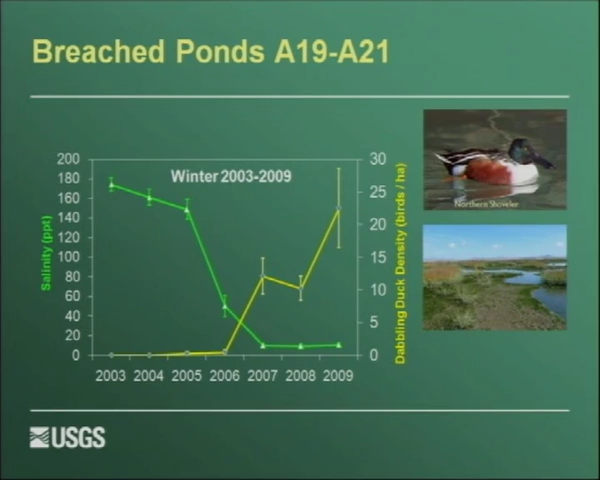 Breached Ponds A19-A21
Winter 2003-2009
Salinity (ppt)
200
180
160
140
120
100
80
60
40
20
0
30
25
20
15
10
5
0
Dabbling Duck Density (birds / ha)
2003 2004 2005 2006 2007 2008 2009
Northern Shoveler
USGS